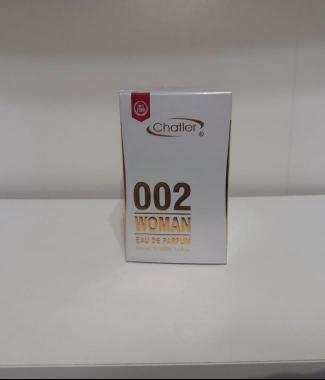 Chatler®
002
WOMAN
EAU DE PARFUM